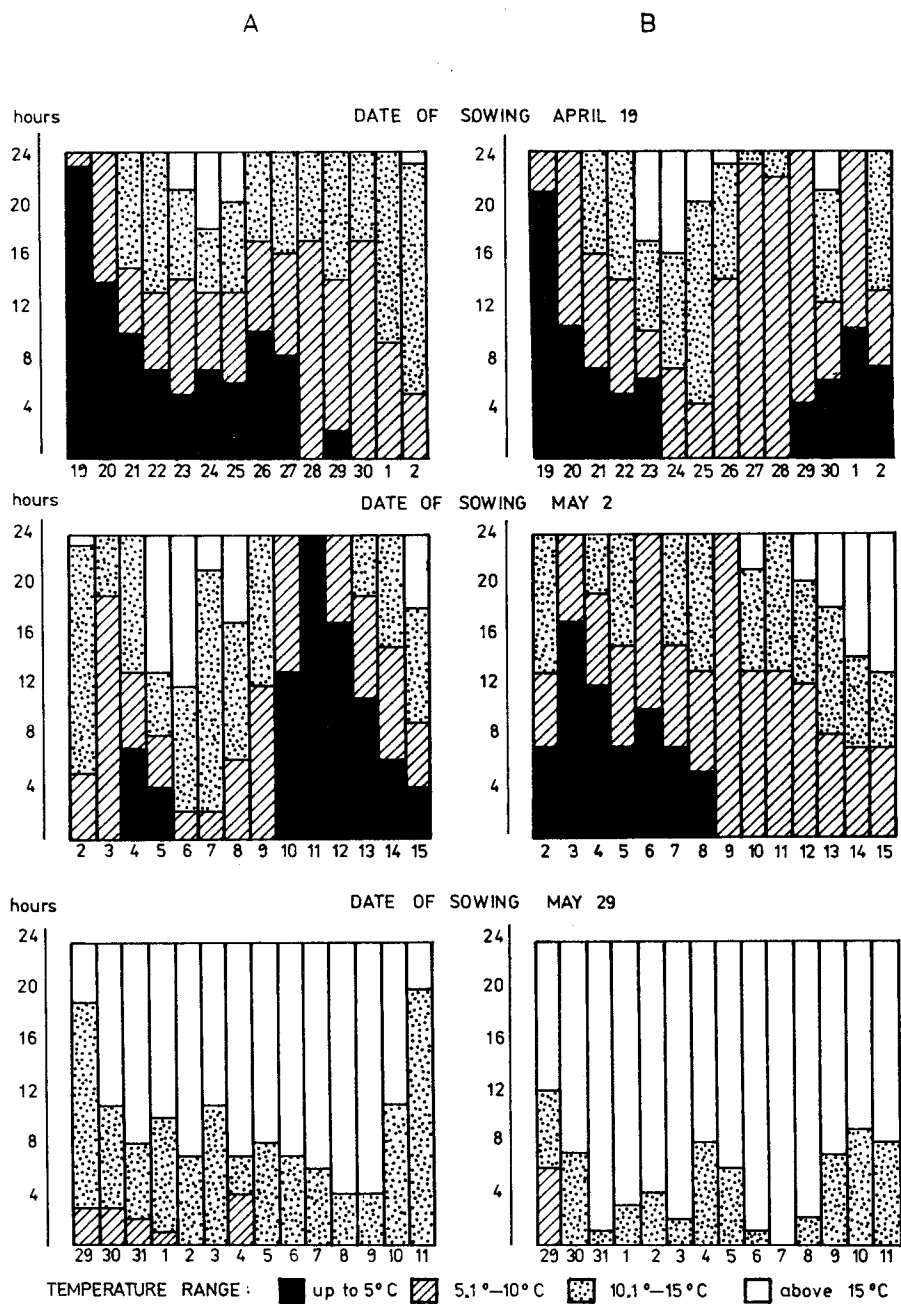 A B
hours DATE OF SOWING APRIL 19
24 24
20 20
16 16
12 12
8 8
4 4
19 20 21 22 23 24 25 26 27 28 29 30 1 2 19 20 21 22 23 24 25 26 27 28 29 30 1 2
hours DATE OF SOWING MAY 2
24 24
20 20
16 16
12 12
8 8
4 4
2 3 4 5 6 7 8 9 10 11 12 13 14 15 2 3 4 5 6 7 8 9 10 11 12 13 14 15
hours DATE OF SOWING MAY 29
24 24
20 20
12 12
8 8
4 4
29 30 31 1 2 3 4 5 6 7 8 9 10 11 29 30 31 1 2 3 4 5 6 7 8 9 10 11
TEMPERATURE RANGE: up to 5°C 5.1°–10°C 10.1°–15°C above 15°C